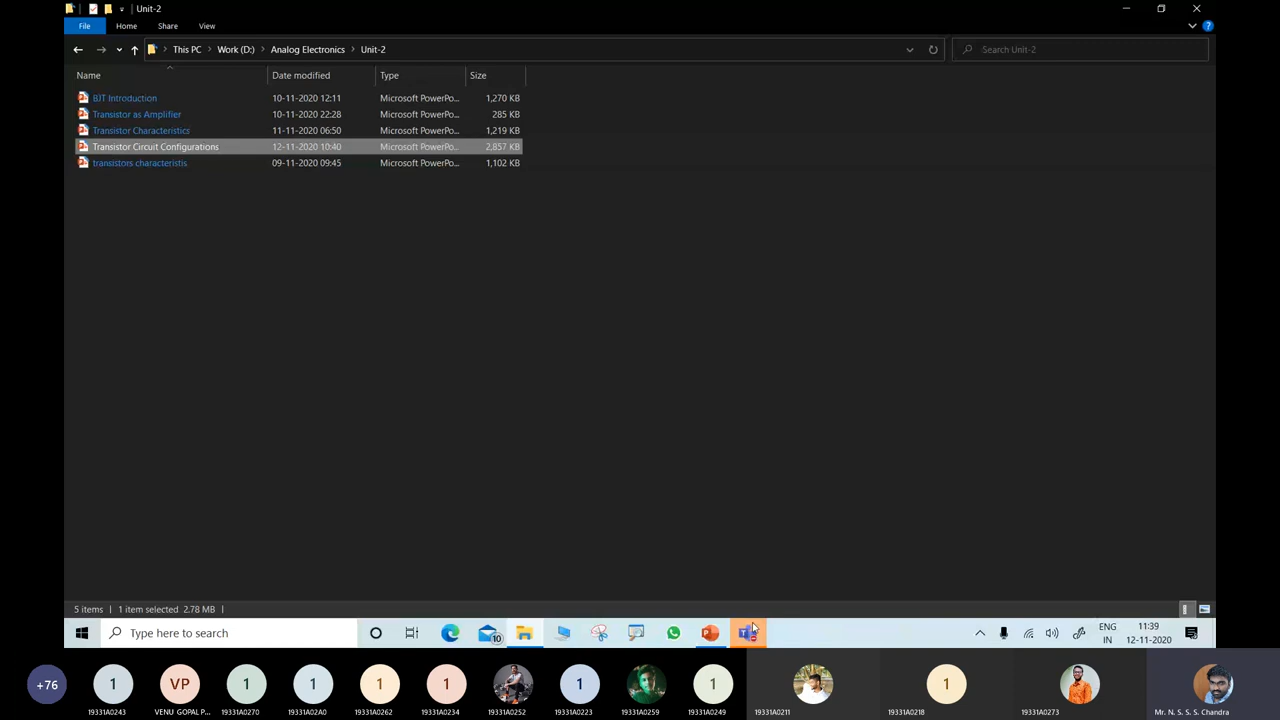 Unit-2
File Home Share View
This PC > Work (D:) > Analog Electronics > Unit-2
Search Unit-2
Name Date modified Type Size
BJT Introduction 10-11-2020 12:11 Microsoft PowerPo... 1,270 KB
Transistor as Amplifier 10-11-2020 22:28 Microsoft PowerPo... 285 KB
Transistor Characteristics 11-11-2020 06:50 Microsoft PowerPo... 1,219 KB
Transistor Circuit Configurations 12-11-2020 10:40 Microsoft PowerPo... 2,857 KB
transistors characteristis 09-11-2020 09:45 Microsoft PowerPo... 1,102 KB
5 items 1 item selected 2.78 MB
Type here to search
10
ENG
IN
11:39
12-11-2020
+76 1 VP 1 1 1 1 1 1 1
19331A0243 VENU GOPAL P... 19331A0270 19331A02A0 19331A0262 19331A0234 19331A0252 19331A0223 19331A0259 19331A0249 19331A0211 19331A0218 19331A0273 Mr. N. S. S. S. Chandra